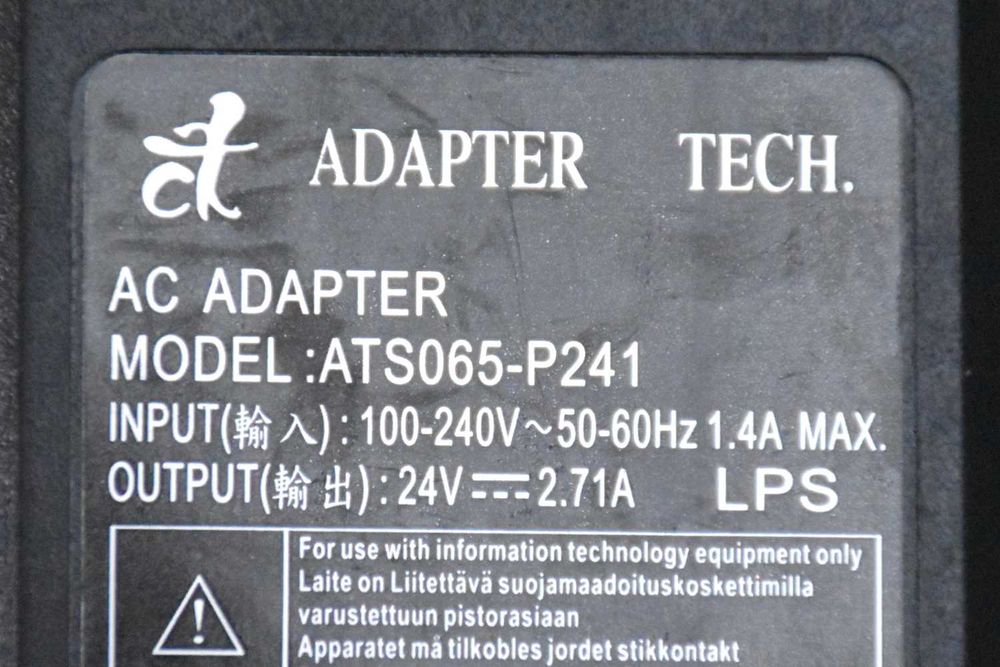 ADAPTER TECH.
AC ADAPTER
MODEL :ATS065-P241
INPUT(輸入) : 100-240V~50-60Hz 1.4A MAX.
OUTPUT(輸出) : 24V⎓2.71A LPS
For use with information technology equipment only
Laite on Liitettävä suojamaadoituskoskettimilla
varustettuun pistorasiaan
Apparatet må tilkobles jordet stikkontakt